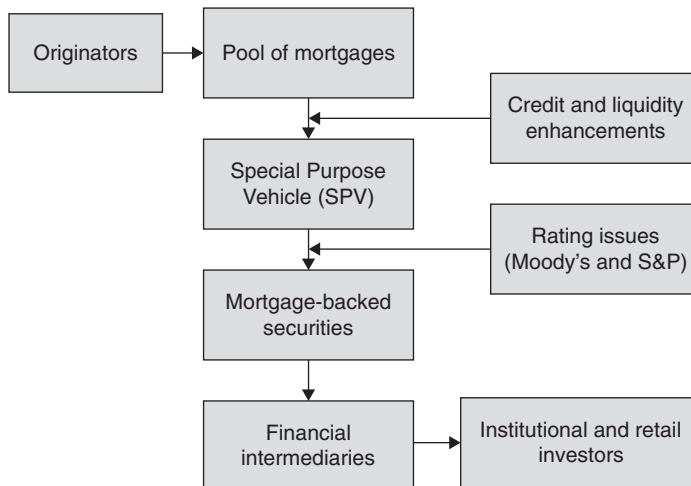 Originators
Pool of mortgages
Credit and liquidity
enhancements
Special Purpose
Vehicle (SPV)
Rating issues
(Moody's and S&P)
Mortgage-backed
securities
Financial
intermediaries
Institutional and retail
investors